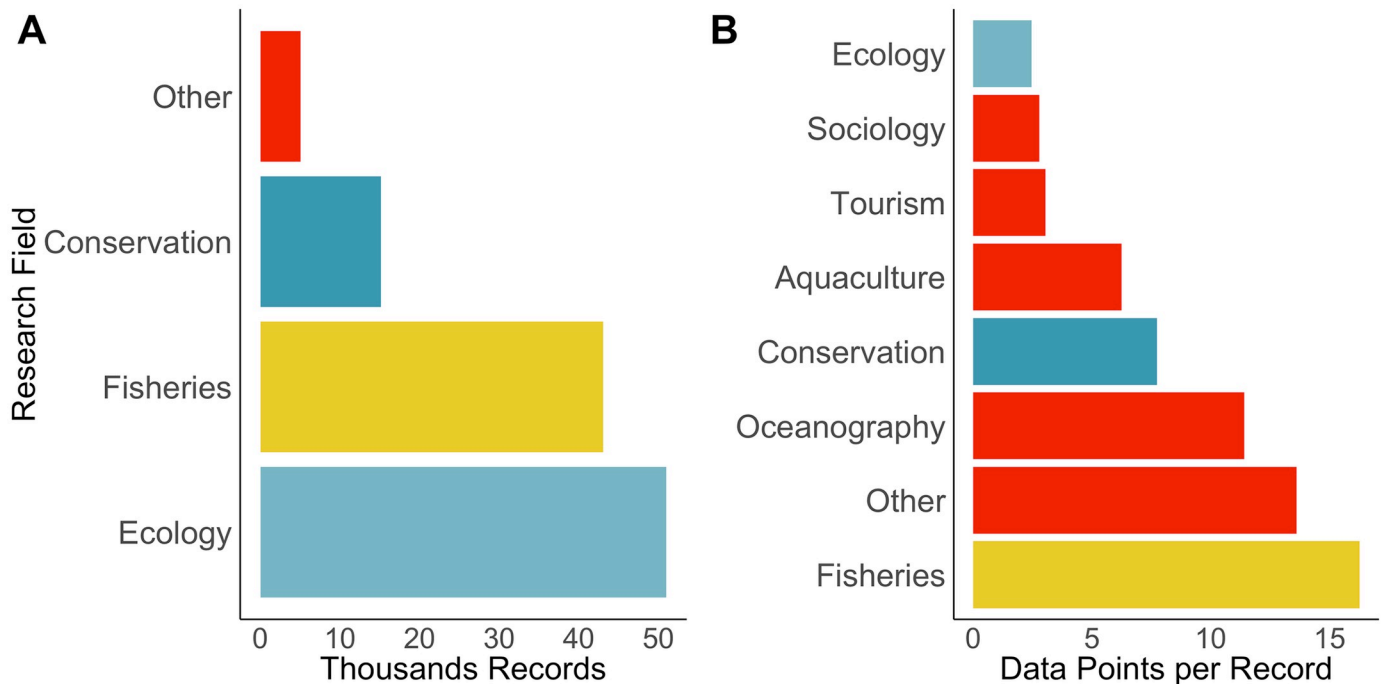 A
Research Field
Other
Conservation
Fisheries
Ecology
0 10 20 30 40 50
Thousands Records
B
Ecology
Sociology
Tourism
Aquaculture
Conservation
Oceanography
Other
Fisheries
0 5 10 15
Data Points per Record